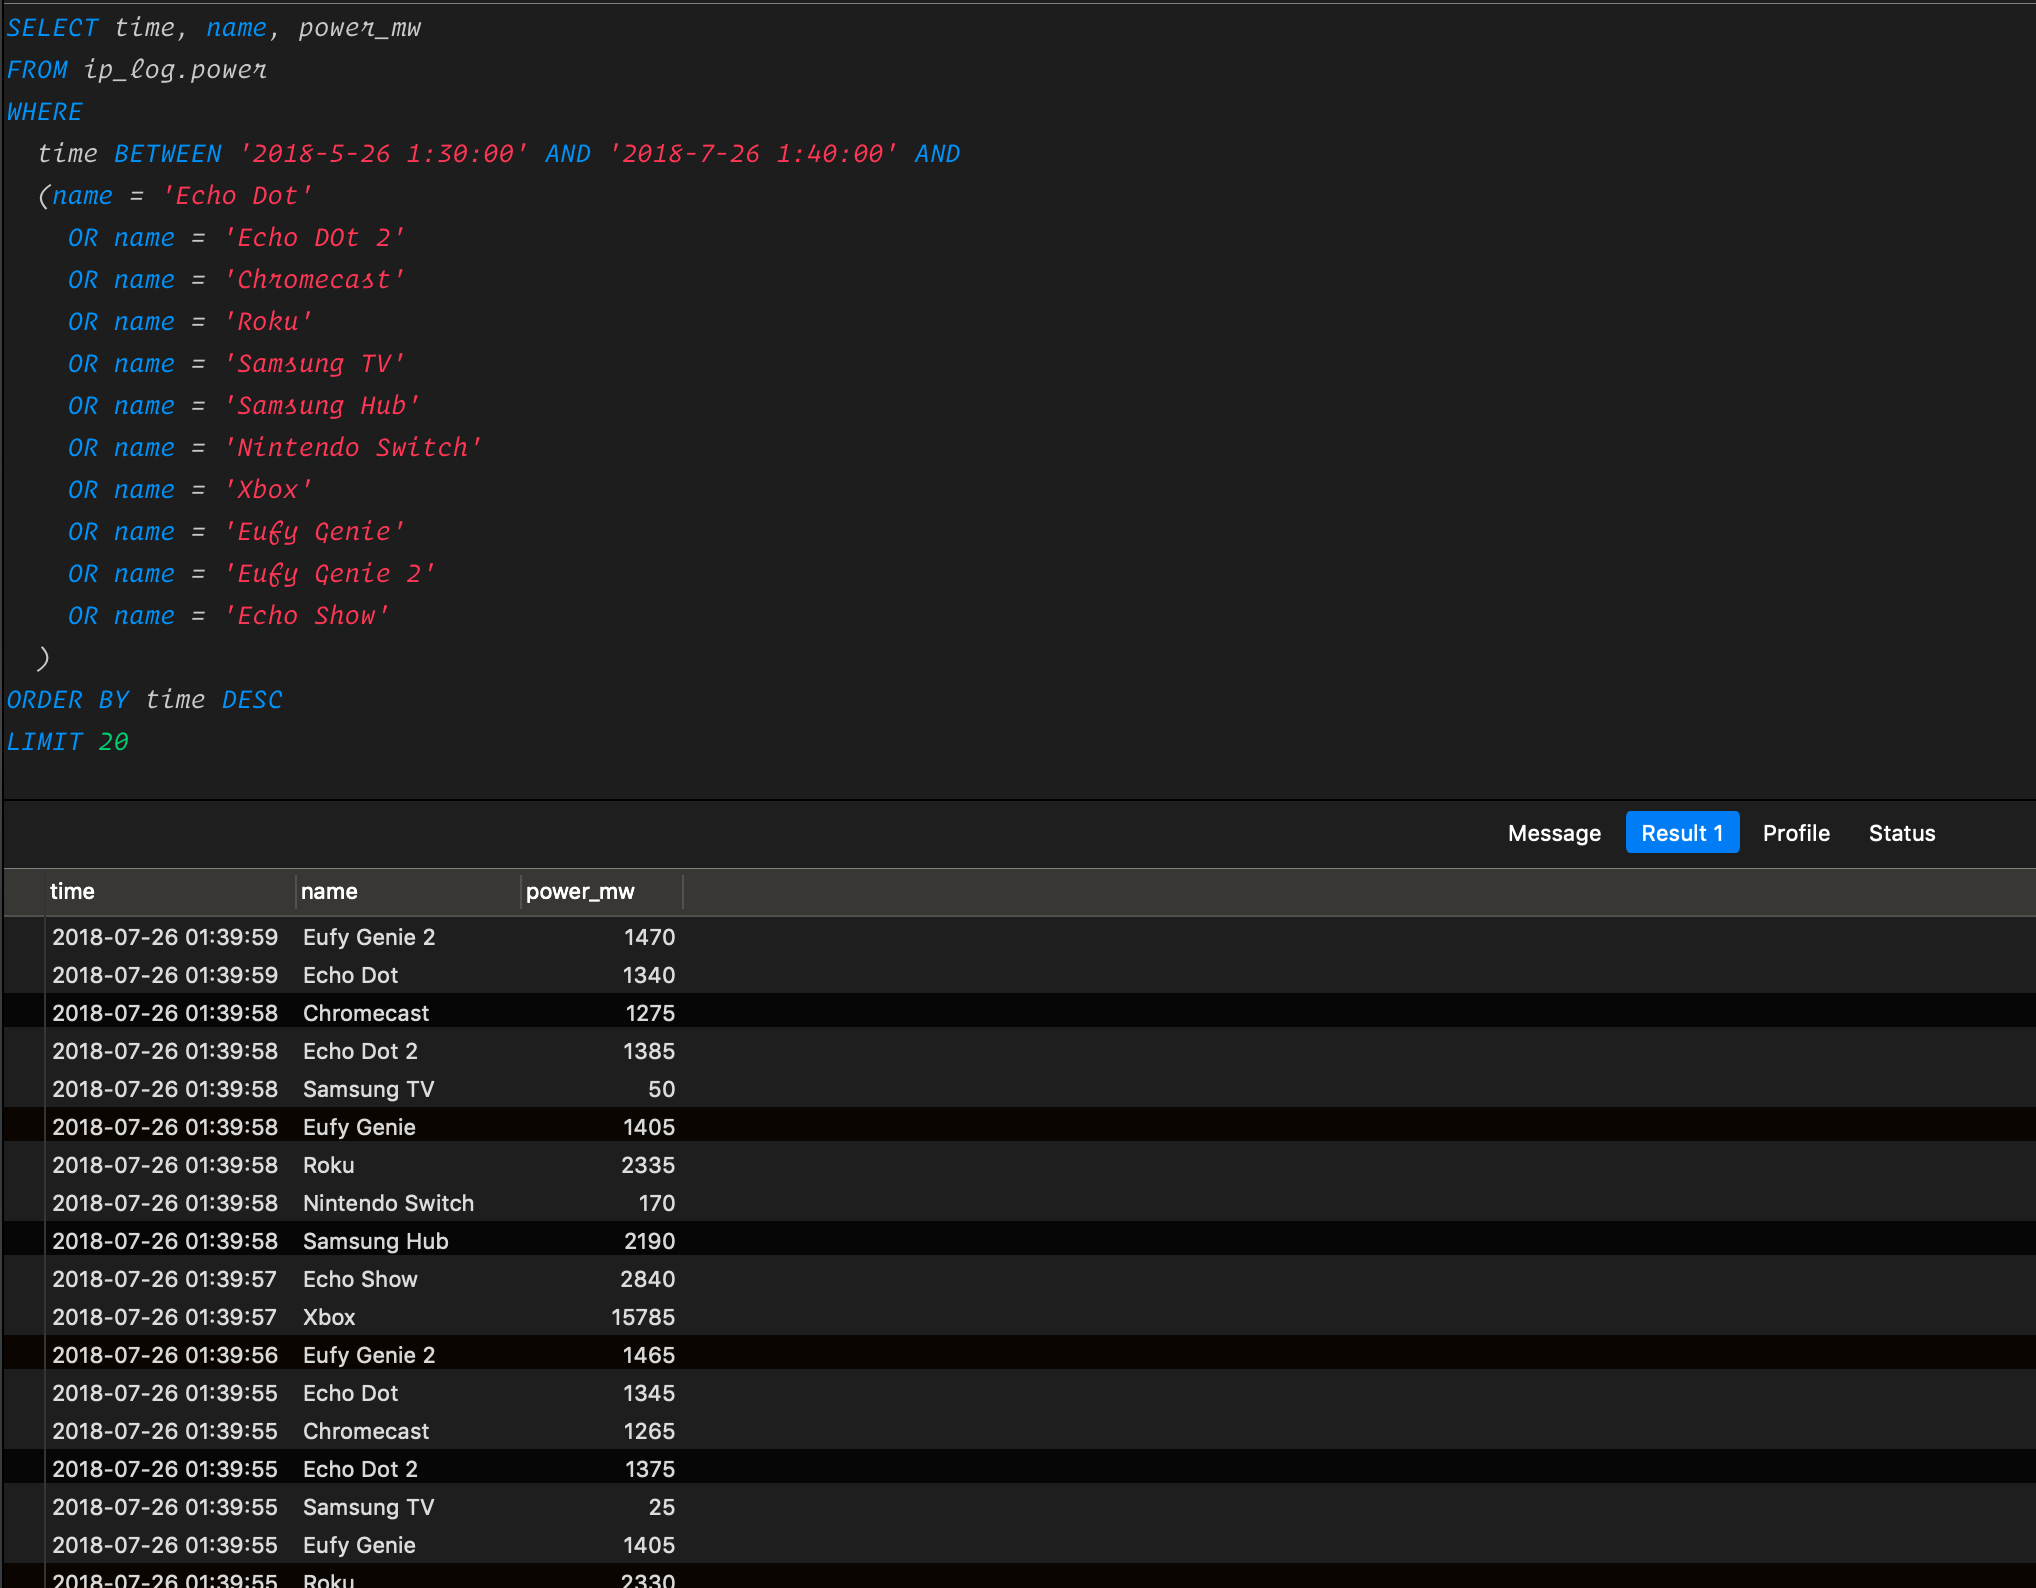 SELECT time, name, power_mw
FROM ip_log.power
WHERE
time BETWEEN '2018-5-26 1:30:00' AND '2018-7-26 1:40:00' AND
(name = 'Echo Dot'
OR name = 'Echo DOt 2'
OR name = 'Chromecast'
OR name = 'Roku'
OR name = 'Samsung TV'
OR name = 'Samsung Hub'
OR name = 'Nintendo Switch'
OR name = 'Xbox'
OR name = 'Eufy Genie'
OR name = 'Eufy Genie 2'
OR name = 'Echo Show'
)
ORDER BY time DESC
LIMIT 20
Message Result 1 Profile Status
time name power_mw
2018-07-26 01:39:59 Eufy Genie 2 1470
2018-07-26 01:39:59 Echo Dot 1340
2018-07-26 01:39:58 Chromecast 1275
2018-07-26 01:39:58 Echo Dot 2 1385
2018-07-26 01:39:58 Samsung TV 50
2018-07-26 01:39:58 Eufy Genie 1405
2018-07-26 01:39:58 Roku 2335
2018-07-26 01:39:58 Nintendo Switch 170
2018-07-26 01:39:58 Samsung Hub 2190
2018-07-26 01:39:57 Echo Show 2840
2018-07-26 01:39:57 Xbox 15785
2018-07-26 01:39:56 Eufy Genie 2 1465
2018-07-26 01:39:55 Echo Dot 1345
2018-07-26 01:39:55 Chromecast 1265
2018-07-26 01:39:55 Echo Dot 2 1375
2018-07-26 01:39:55 Samsung TV 25
2018-07-26 01:39:55 Eufy Genie 1405
2018-07-26 01:39:55 Roku 2330